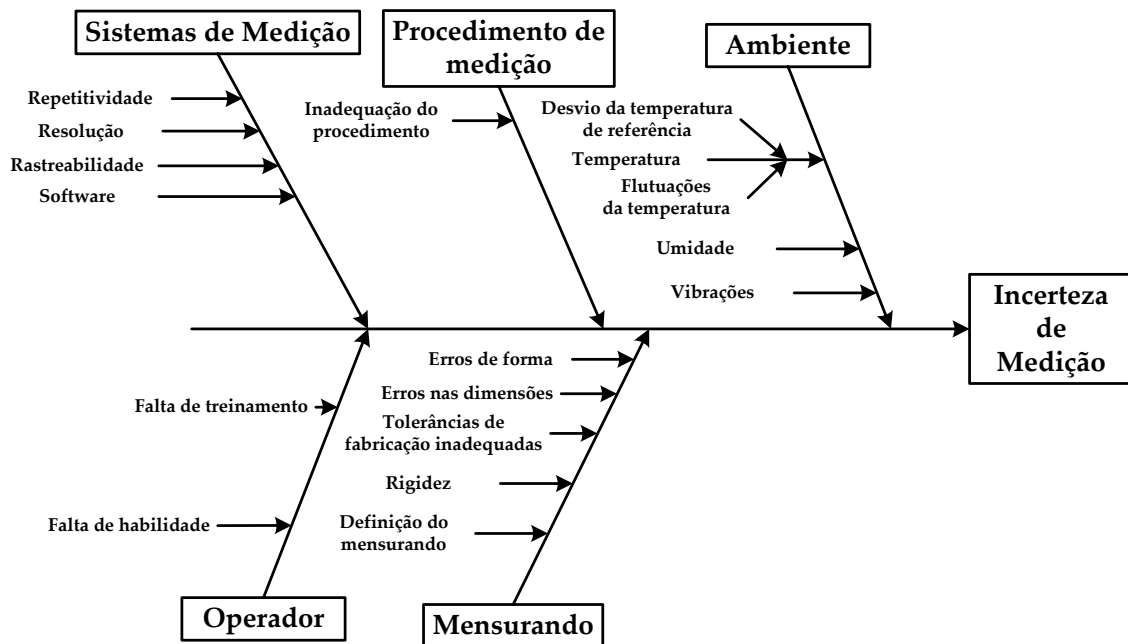 Sistemas de Medição
Procedimento de
medição
Ambiente
Repetitividade
Resolução
Rastreabilidade
Software
Inadequação do
procedimento
Desvio da temperatura
de referência
Temperatura
Flutuações
da temperatura
Umidade
Vibrações
Incerteza
de
Medição
Falta de treinamento
Falta de habilidade
Operador
Erros de forma
Erros nas dimensões
Tolerâncias de
fabricação inadequadas
Rigidez
Definição do
mensurando
Mensurando